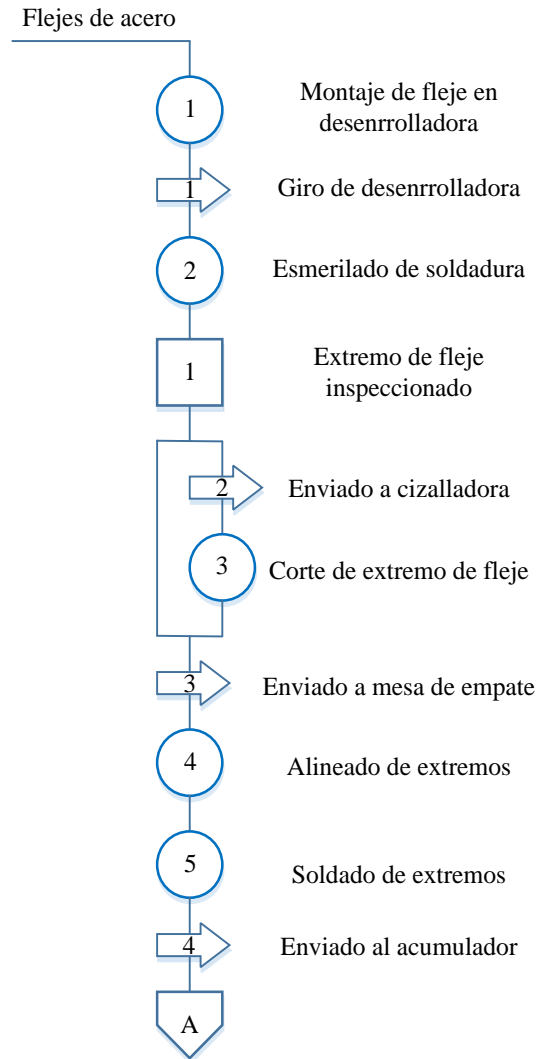 Flejes de acero
1
Montaje de fleje en
desenrrolladora
1
Giro de desenrrolladora
2
Esmerilado de soldadura
1
Extremo de fleje
inspeccionado
2
Enviado a cizalladora
3
Corte de extremo de fleje
3
Enviado a mesa de empate
4
Alineado de extremos
5
Soldado de extremos
4
Enviado al acumulador
A